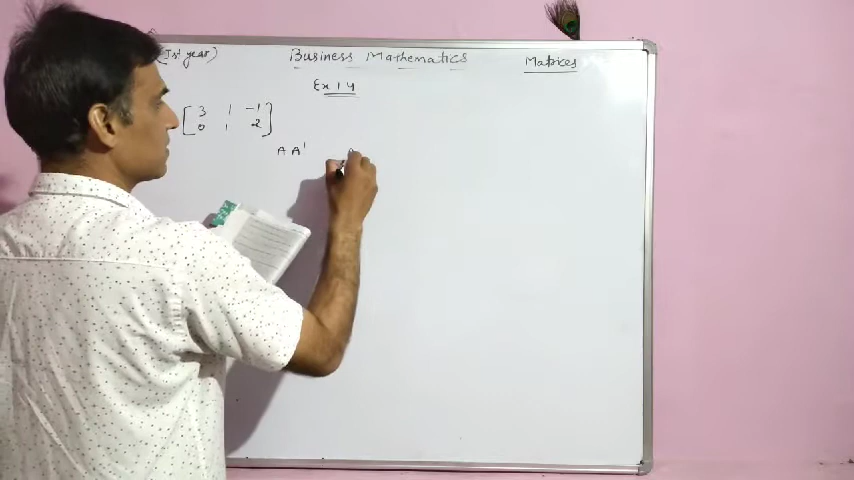 (Ist year) Business Mathematics Matrices
Ex 1.4
[3 1 -1
0 1 2]
A A'